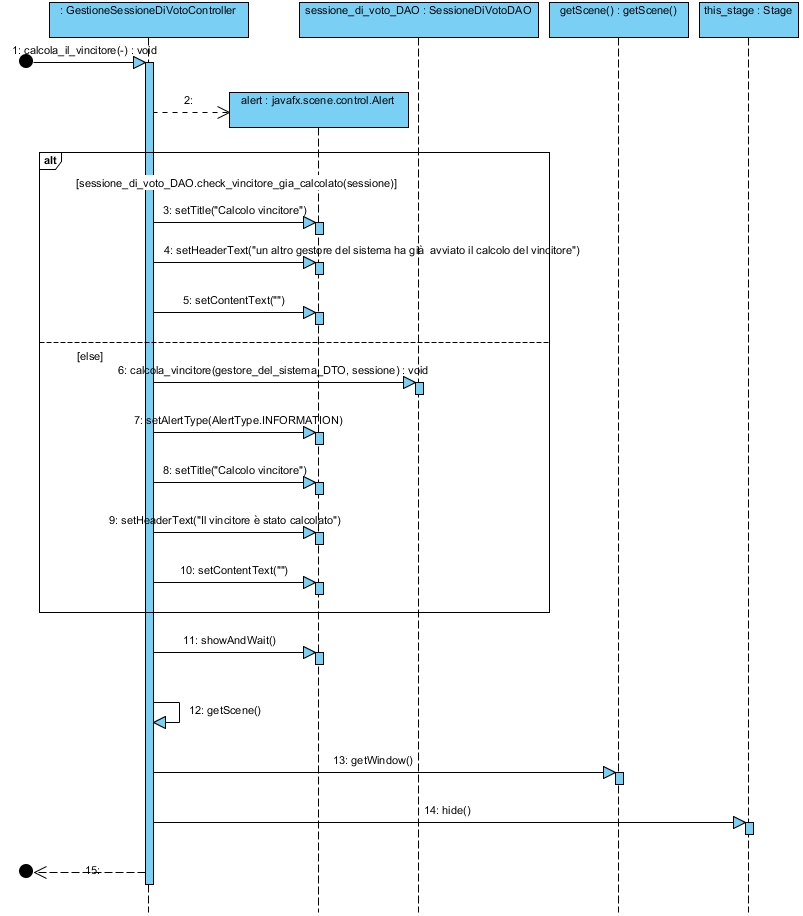 : GestioneSessioneDiVotoController
sessione_di_voto_DAO : SessioneDiVotoDAO
getScene() : getScene()
this_stage : Stage
1: calcola_il_vincitore(-) : void
2:
alert : javafx.scene.control.Alert
alt
[sessione_di_voto_DAO.check_vincitore_gia_calcolato(sessione)]
3: setTitle("Calcolo vincitore")
4: setHeaderText("un altro gestore del sistema ha già avviato il calcolo del vincitore")
5: setContentText("")
[else]
6: calcola_vincitore(gestore_del_sistema_DTO, sessione) : void
7: setAlertType(AlertType.INFORMATION)
8: setTitle("Calcolo vincitore")
9: setHeaderText("Il vincitore è stato calcolato")
10: setContentText("")
11: showAndWait()
12: getScene()
13: getWindow()
14: hide()
15: